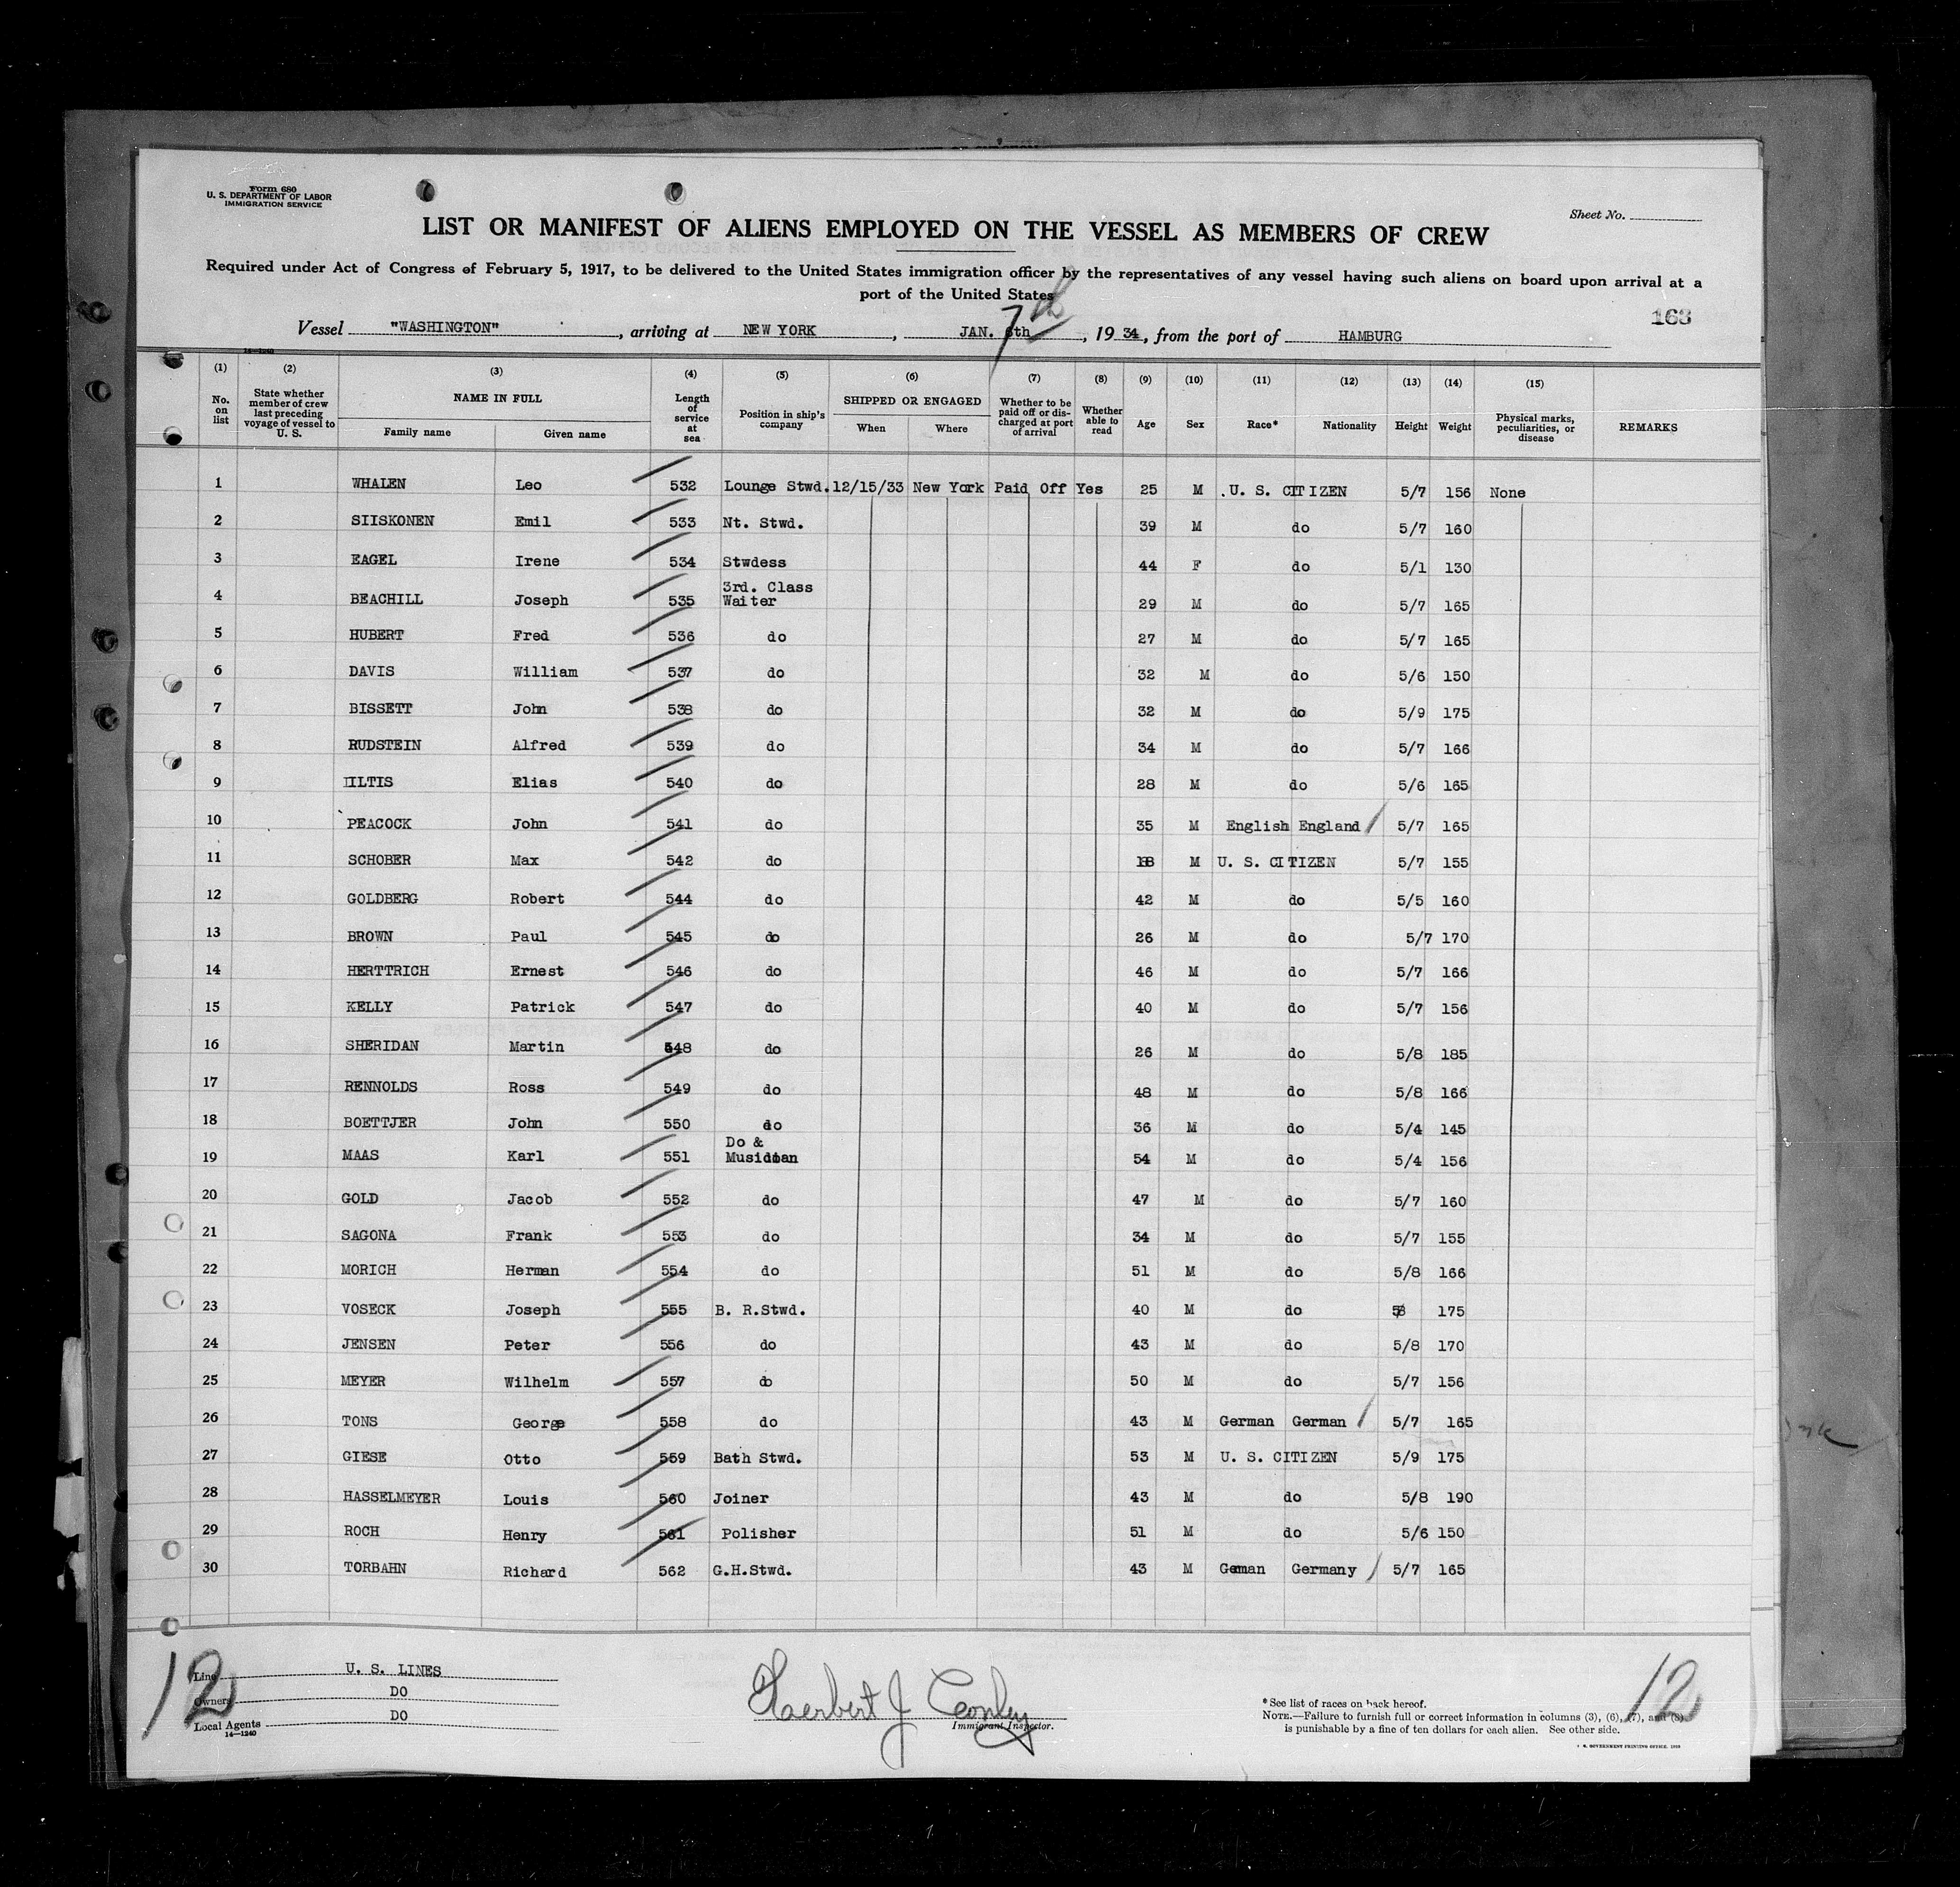 Form 680
U. S. DEPARTMENT OF LABOR
IMMIGRATION SERVICE
Sheet No.
LIST OR MANIFEST OF ALIENS EMPLOYED ON THE VESSEL AS MEMBERS OF CREW
Required under Act of Congress of February 5, 1917, to be delivered to the United States immigration officer by the representatives of any vessel having such aliens on board upon arrival at a
port of the United States
163
Vessel "WASHINGTON", arriving at NEW YORK, JAN. 6th 7th, 1934, from the port of HAMBURG
14—1240
(1) (2) (3) (4) (5) (6) (7) (8) (9) (10) (11) (12) (13) (14) (15)
No. on list State whether member of crew last preceding voyage of vessel to U. S. NAME IN FULL Family name Given name Length of service at sea Position in ship's company SHIPPED OR ENGAGED When Where Whether to be paid off or discharged at port of arrival Whether able to read Age Sex Race* Nationality Height Weight Physical marks, peculiarities, or disease REMARKS
1 WHALEN Leo 532 Lounge Stwd. 12/15/33 New York Paid Off Yes 25 M U. S. CITIZEN 5/7 156 None
2 SIISKONEN Emil 533 Nt. Stwd. 39 M do 5/7 160
3 EAGEL Irene 534 Stwdess 44 F do 5/1 130
4 BEACHILL Joseph 535 3rd. Class Waiter 29 M do 5/7 165
5 HUBERT Fred 536 do 27 M do 5/7 165
6 DAVIS William 537 do 32 M do 5/6 150
7 BISSETT John 538 do 32 M do 5/9 175
8 RUDSTEIN Alfred 539 do 34 M do 5/7 166
9 ILTIS Elias 540 do 28 M do 5/6 165
10 PEACOCK John 541 do 35 M English England 5/7 165
11 SCHOBER Max 542 do 18 M U. S. CITIZEN 5/7 155
12 GOLDBERG Robert 544 do 42 M do 5/5 160
13 BROWN Paul 545 do 26 M do 5/7 170
14 HERTTRICH Ernest 546 do 46 M do 5/7 166
15 KELLY Patrick 547 do 40 M do 5/7 156
16 SHERIDAN Martin 548 do 26 M do 5/8 185
17 RENNOLDS Ross 549 do 48 M do 5/8 166
18 BOETTJER John 550 do 36 M do 5/4 145
19 MAAS Karl 551 Do & Musician 54 M do 5/4 156
20 GOLD Jacob 552 do 47 M do 5/7 160
21 SAGONA Frank 553 do 34 M do 5/7 155
22 MORICH Herman 554 do 51 M do 5/8 166
23 VOSECK Joseph 555 B. R.Stwd. 40 M do 5/8 175
24 JENSEN Peter 556 do 43 M do 5/8 170
25 MEYER Wilhelm 557 do 50 M do 5/7 156
26 TONS George 558 do 43 M German German 5/7 165
27 GIESE Otto 559 Bath Stwd. 53 M U. S. CITIZEN 5/9 175
28 HASSELMEYER Louis 560 Joiner 43 M do 5/8 190
29 ROCH Henry 561 Polisher 51 M do 5/6 150
30 TORBAHN Richard 562 G.H.Stwd. 43 M Geman Germany 5/7 165
12
Line U. S. LINES
Owners DO
Local Agents DO
14—1240
Herbert J Conley
Immigrant Inspector.
12
*See list of races on back hereof.
NOTE.—Failure to furnish full or correct information in columns (3), (6), (7), and (8)
is punishable by a fine of ten dollars for each alien. See other side.
U. S. GOVERNMENT PRINTING OFFICE.